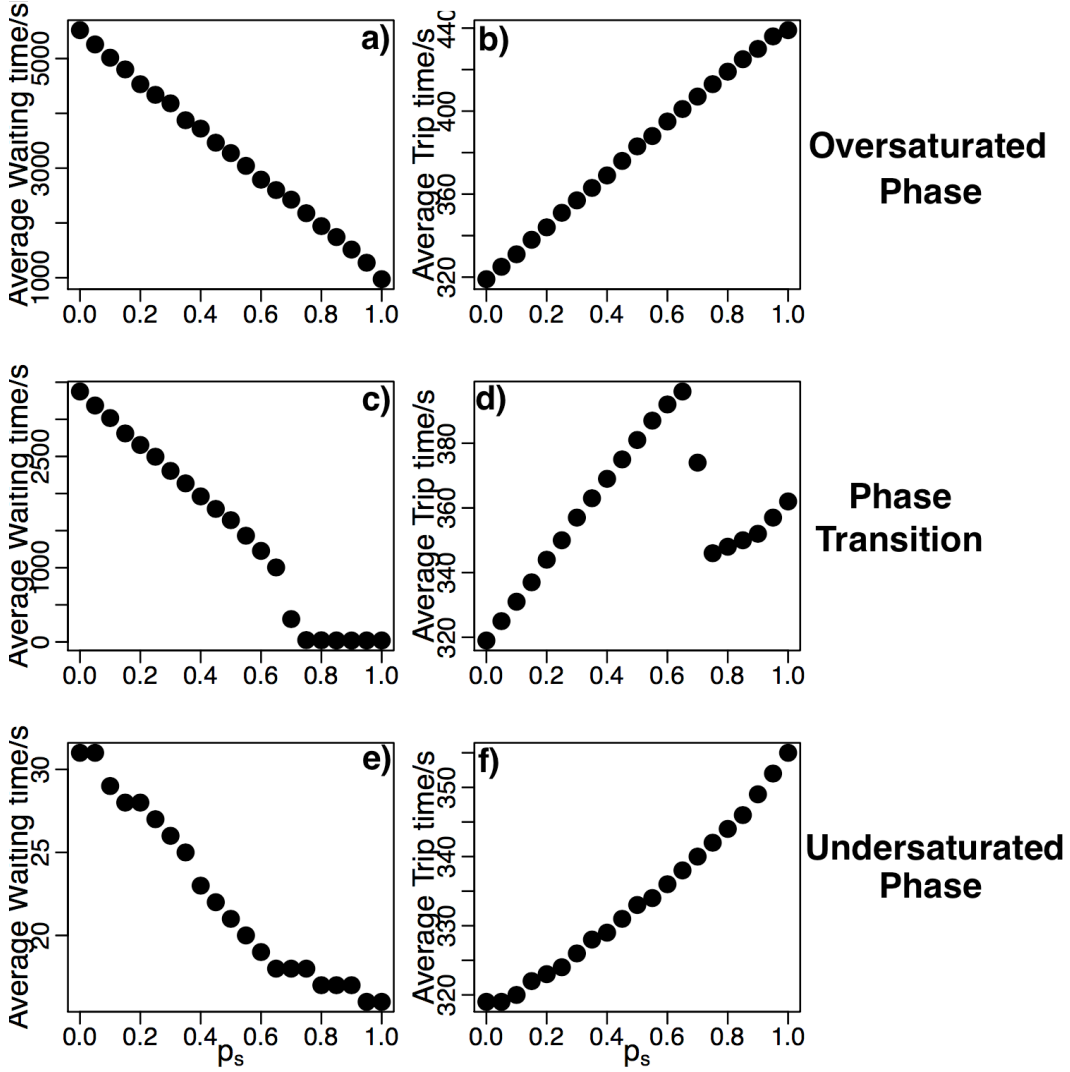 a)
Average Waiting time/s
5000
3000
1000
0.0 0.2 0.4 0.6 0.8 1.0
b)
Average Trip time/s
440
400
360
320
0.0 0.2 0.4 0.6 0.8 1.0
Oversaturated
Phase
c)
Average Waiting time/s
2500
1000
0
0.0 0.2 0.4 0.6 0.8 1.0
d)
Average Trip time/s
380
360
340
320
0.0 0.2 0.4 0.6 0.8 1.0
Phase
Transition
e)
Average Waiting time/s
30
25
20
0.0 0.2 0.4 0.6 0.8 1.0
ps
f)
Average Trip time/s
350
340
330
320
0.0 0.2 0.4 0.6 0.8 1.0
ps
Undersaturated
Phase